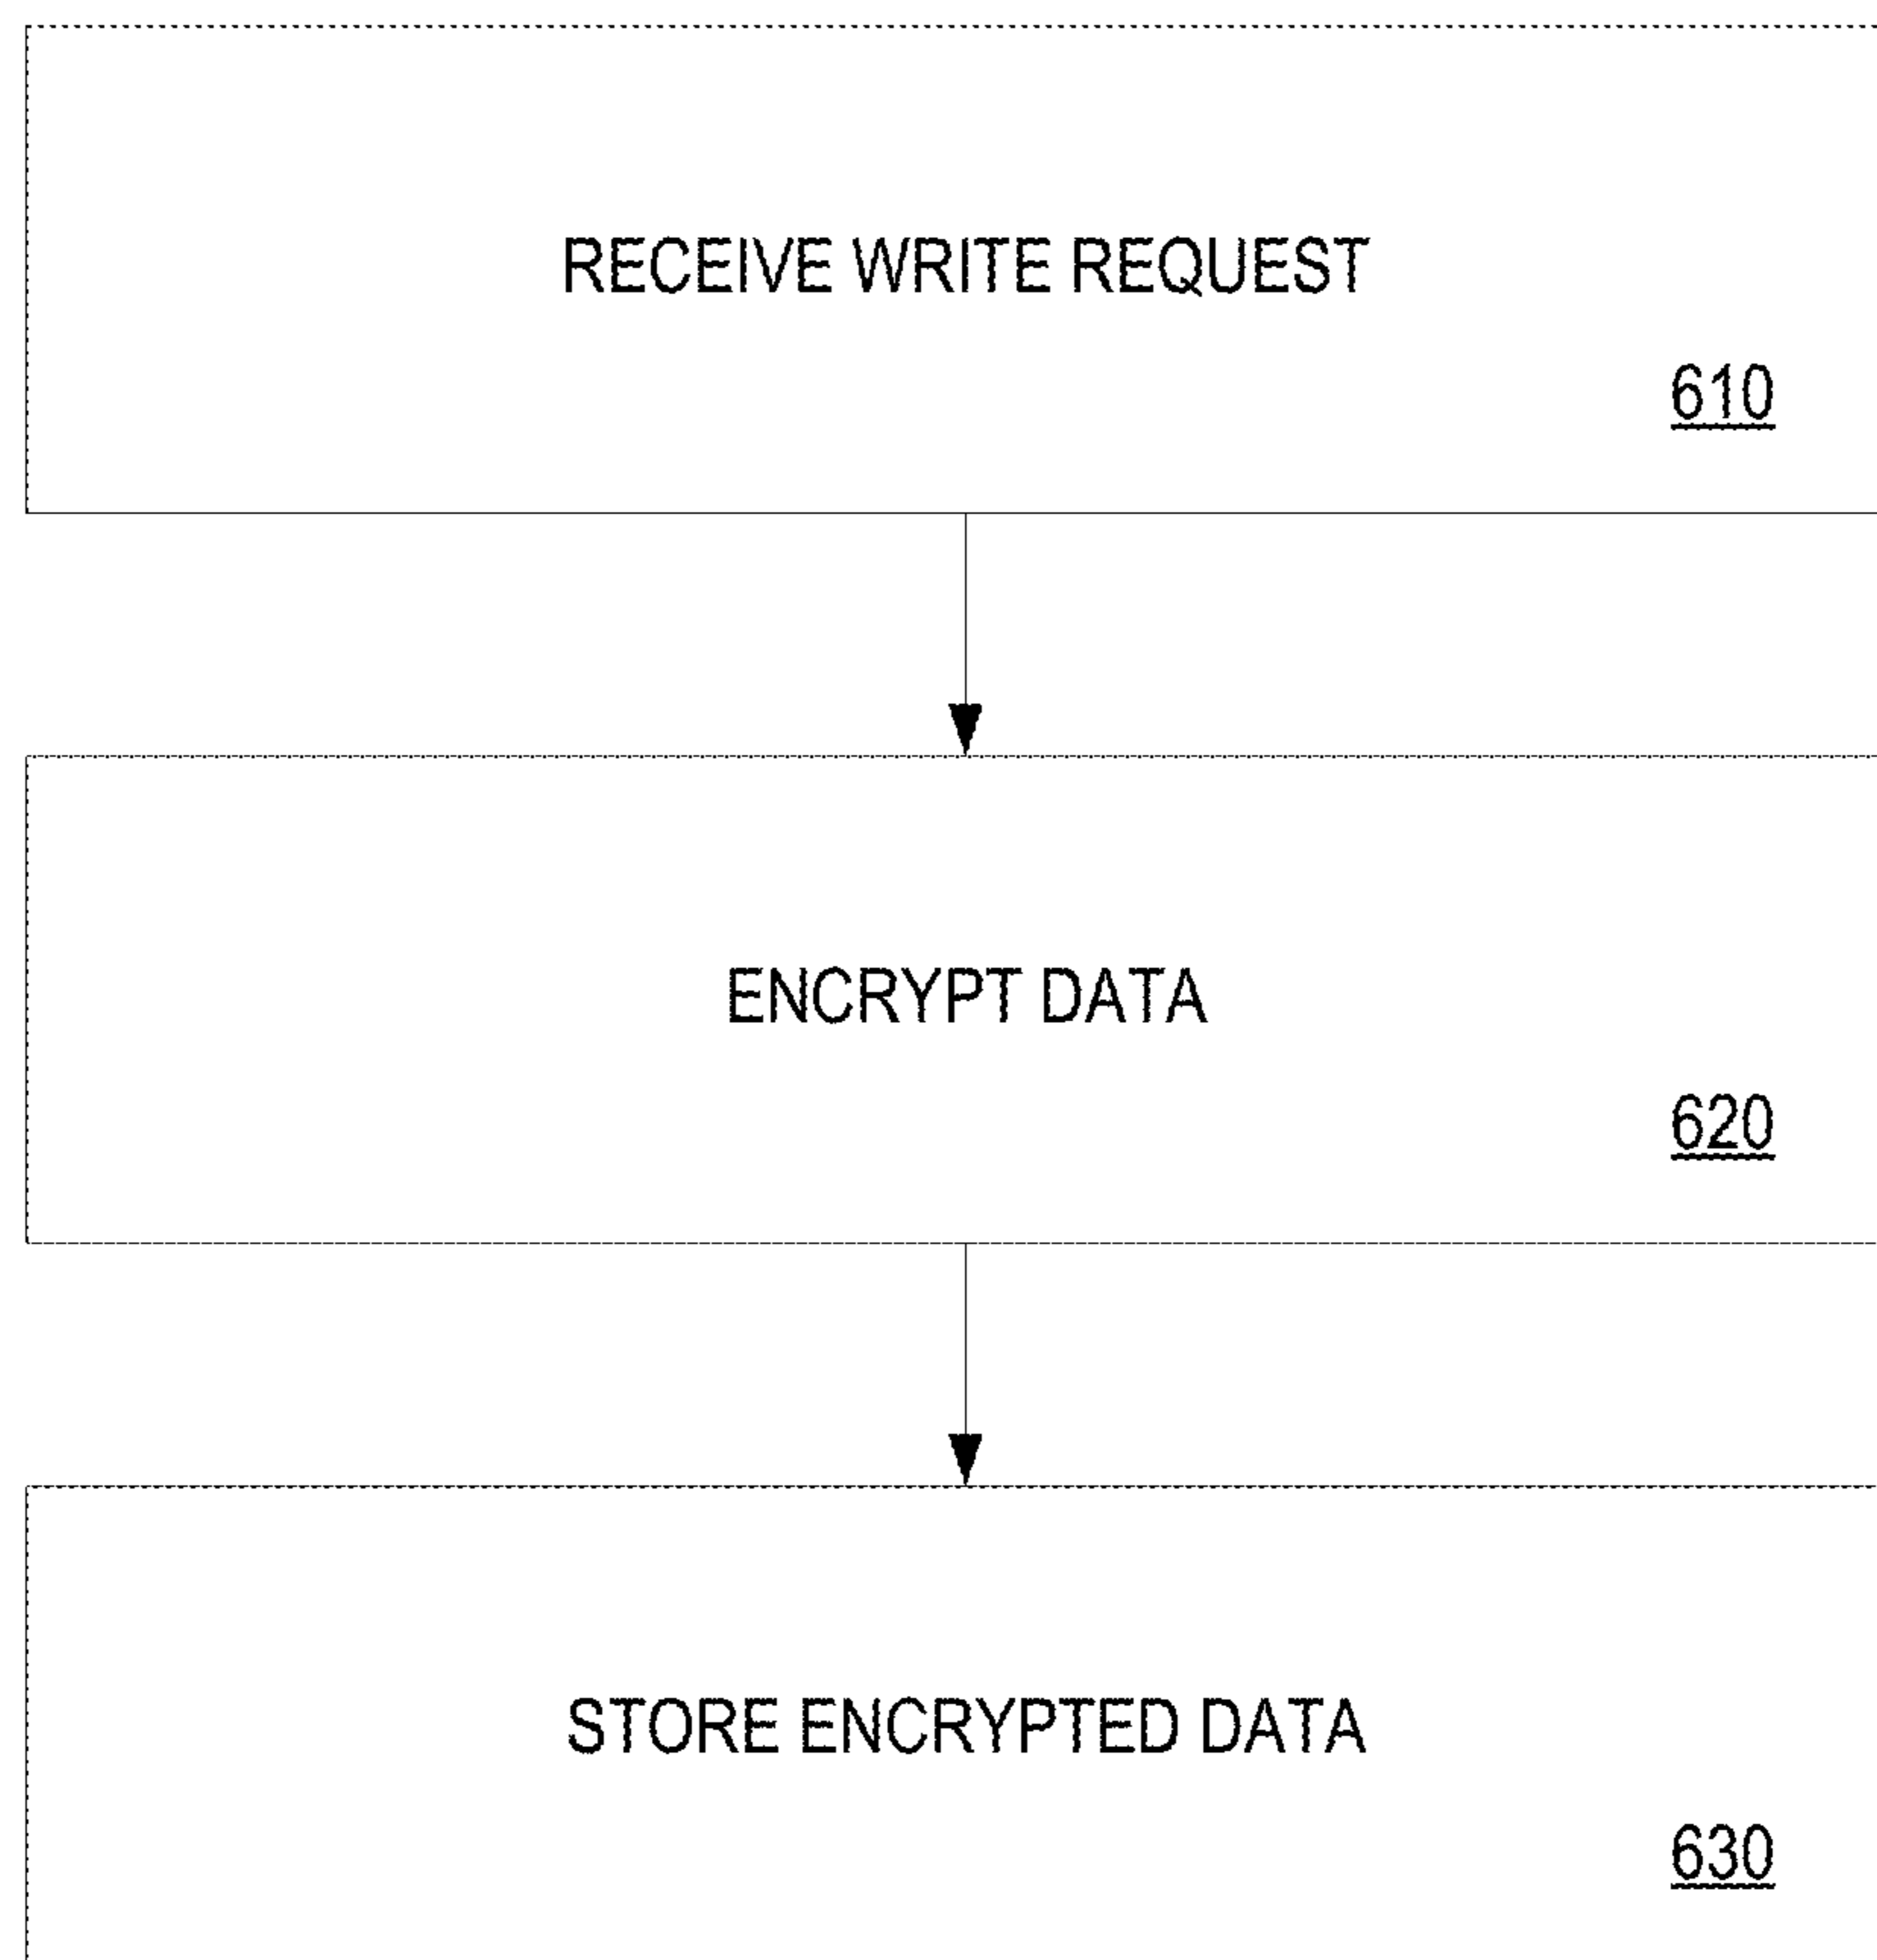 RECEIVE WRITE REQUEST
610
ENCRYPT DATA
620
STORE ENCRYPTED DATA
630